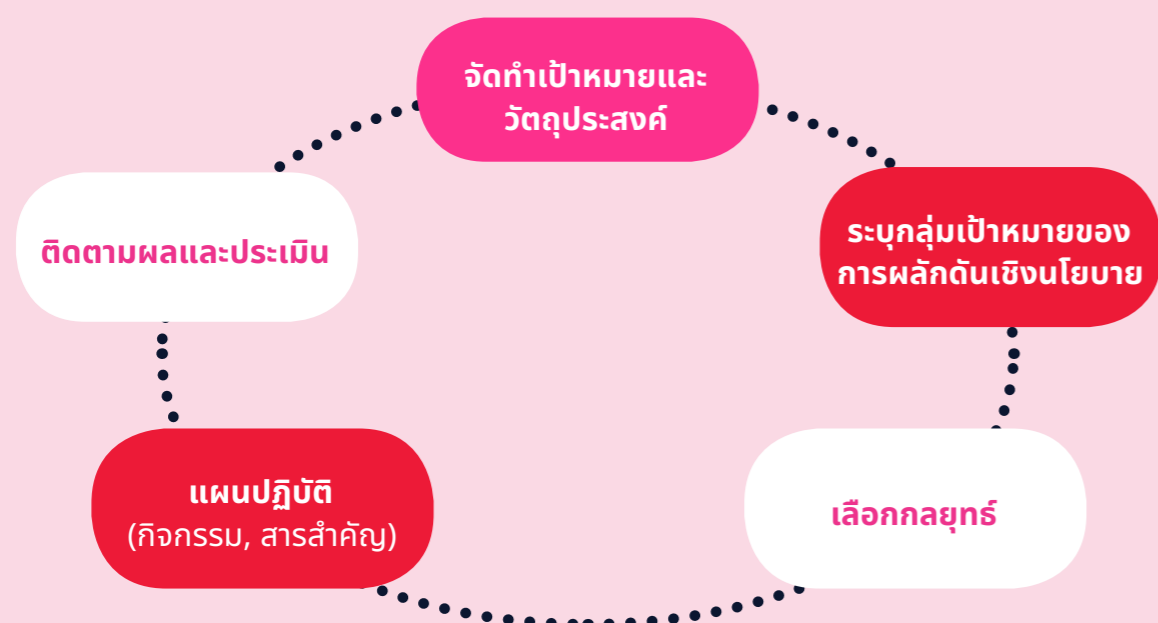 จัดทำเป้าหมายและ
วัตถุประสงค์
ระบุกลุ่มเป้าหมายของ
การผลักดันเชิงนโยบาย
เลือกกลยุทธ์
แผนปฏิบัติ
(กิจกรรม, สารสำคัญ)
ติดตามผลและประเมิน